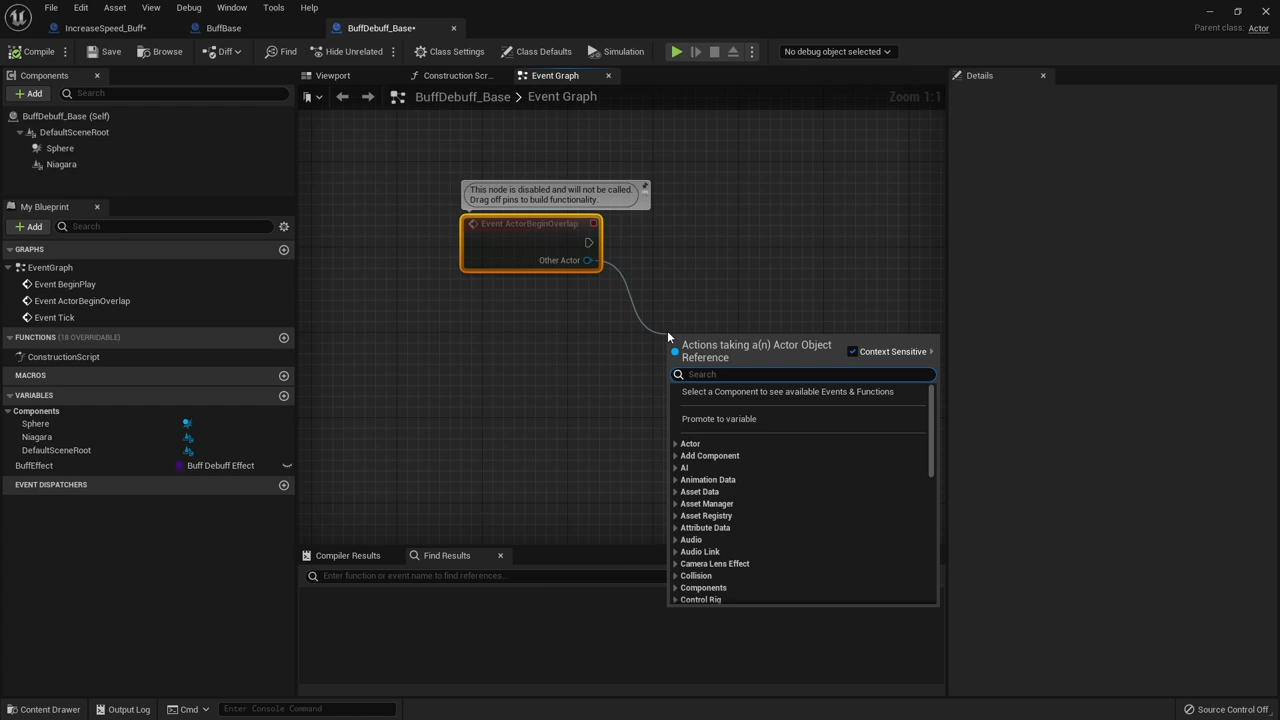 File Edit Asset View Debug Window Tools Help
IncreaseSpeed_Buff* BuffBase BuffDebuff_Base*
Parent class: Actor
Compile Save Browse Diff Find Hide Unrelated Class Settings Class Defaults Simulation No debug object selected
Components
Viewport Construction Scr... Event Graph Details
Add Search
BuffDebuff_Base > Event Graph
Zoom 1:1
BuffDebuff_Base (Self)
DefaultSceneRoot
Sphere
Niagara
My Blueprint
Add Search
GRAPHS
EventGraph
Event BeginPlay
Event ActorBeginOverlap
Event Tick
FUNCTIONS (18 OVERRIDABLE)
ConstructionScript
MACROS
VARIABLES
Components
Sphere
Niagara
DefaultSceneRoot
BuffEffect Buff Debuff Effect
EVENT DISPATCHERS
This node is disabled and will not be called.
Drag off pins to build functionality.
Event ActorBeginOverlap
Other Actor
Actions taking a(n) Actor Object
Reference
Context Sensitive
Search
Select a Component to see available Events & Functions
Promote to variable
Actor
Add Component
AI
Animation Data
Asset Data
Asset Manager
Asset Registry
Attribute Data
Audio
Audio Link
Camera Lens Effect
Collision
Components
Control Rig
Compiler Results Find Results
Enter function or event name to find references...
Content Drawer Output Log Cmd Enter Console Command Source Control Off